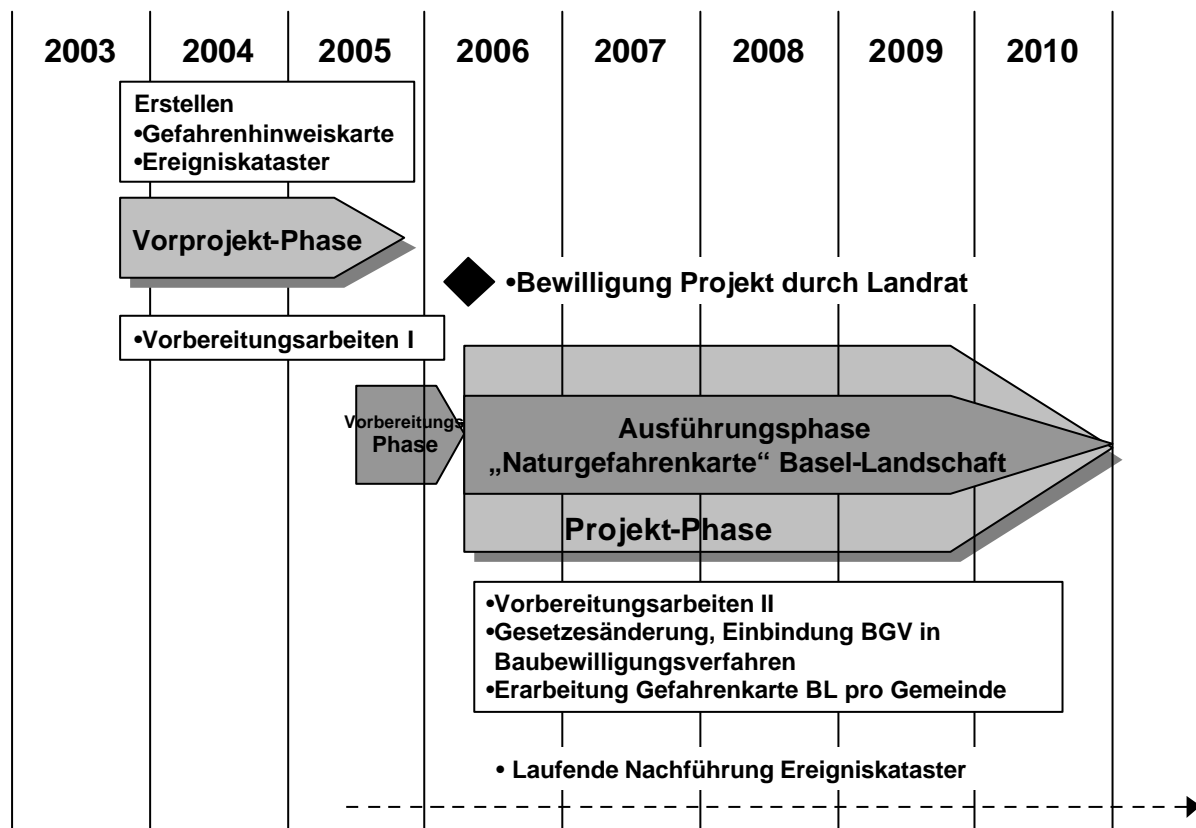 2003 2004 2005 2006 2007 2008 2009 2010
Erstellen
•Gefahrenhinweiskarte
•Ereigniskataster
Vorprojekt-Phase
•Bewilligung Projekt durch Landrat
•Vorbereitungsarbeiten I
Vorbereitungs
Phase
Ausführungsphase
„Naturgefahrenkarte“ Basel-Landschaft
Projekt-Phase
•Vorbereitungsarbeiten II
•Gesetzesänderung, Einbindung BGV in
Baubewilligungsverfahren
•Erarbeitung Gefahrenkarte BL pro Gemeinde
• Laufende Nachführung Ereigniskataster